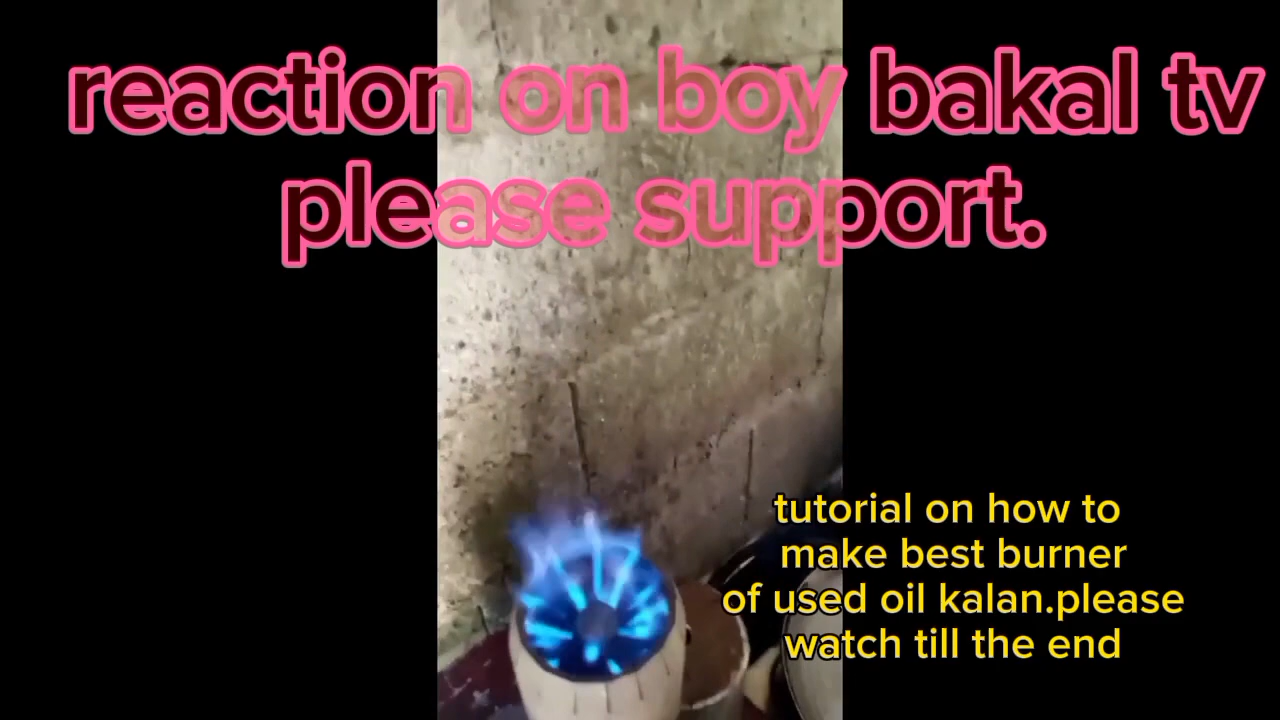 reaction on boy bakal tv
please support.
tutorial on how to
make best burner
of used oil kalan.please
watch till the end